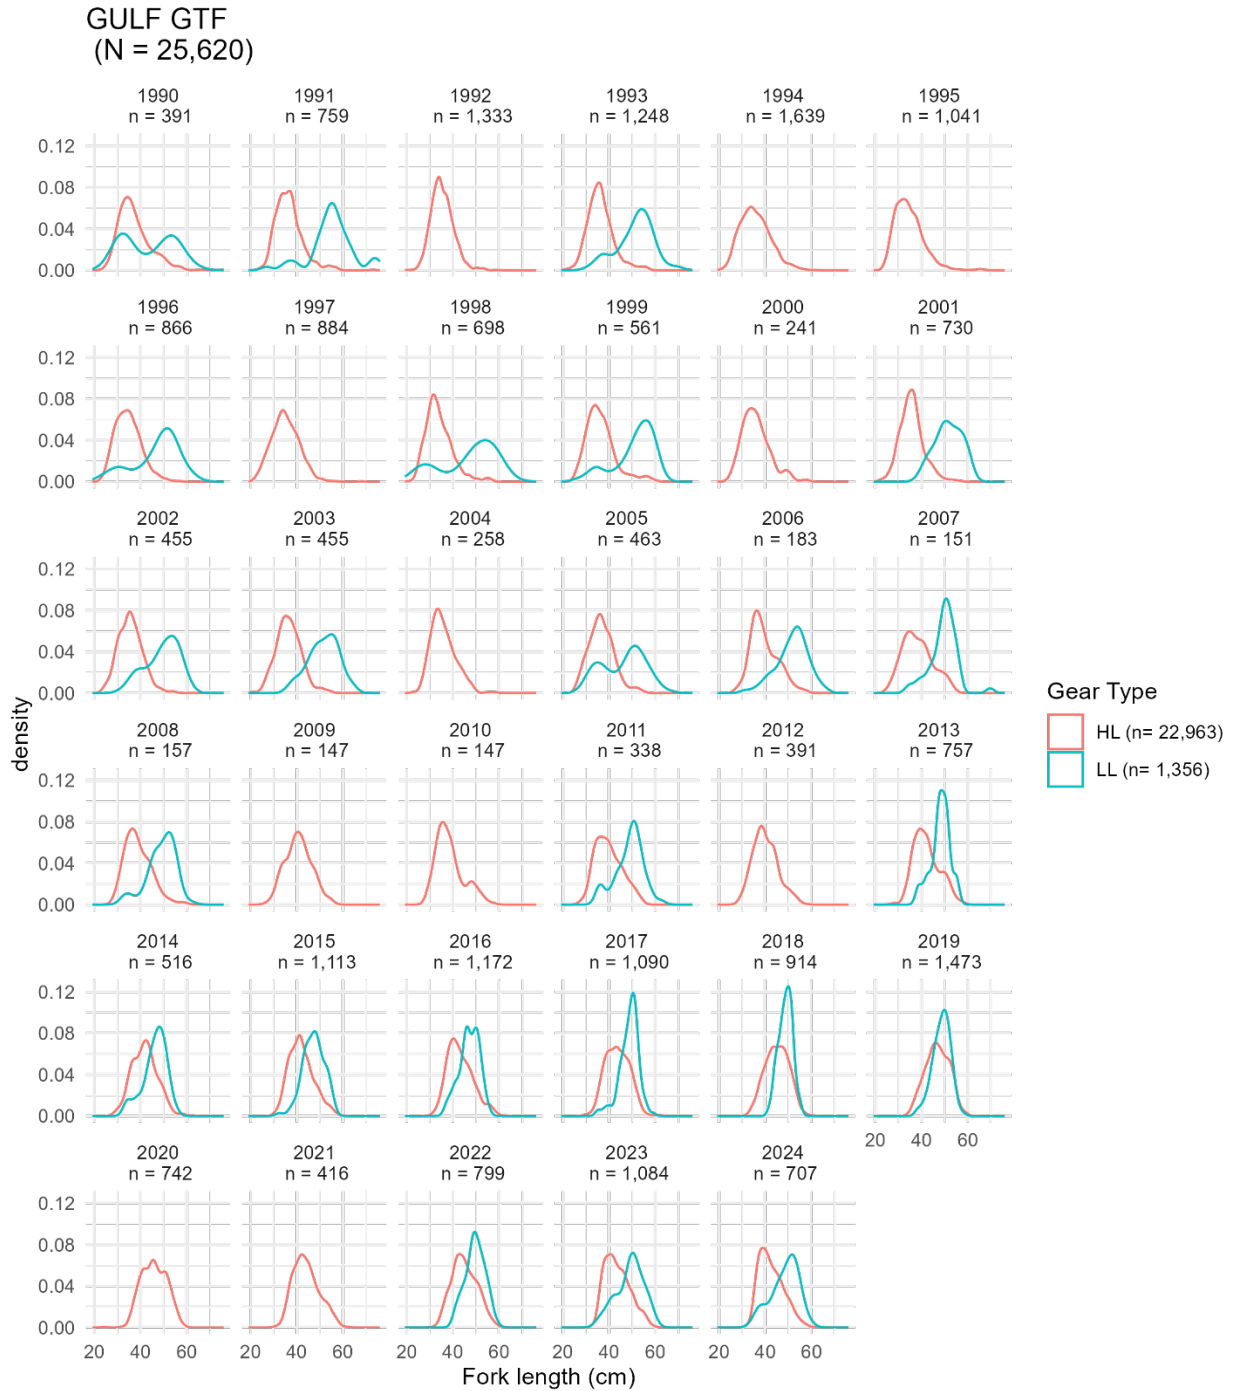 GULF GTF
(N = 25,620)
1990 1991 1992 1993 1994 1995
n = 391 n = 759 n = 1,333 n = 1,248 n = 1,639 n = 1,041
0.12
0.08
0.04
0.00
1996 1997 1998 1999 2000 2001
n = 866 n = 884 n = 698 n = 561 n = 241 n = 730
0.12
0.08
0.04
0.00
2002 2003 2004 2005 2006 2007
n = 455 n = 455 n = 258 n = 463 n = 183 n = 151
0.12
0.08
0.04
0.00
density
Gear Type
HL (n= 22,963)
LL (n= 1,356)
2008 2009 2010 2011 2012 2013
n = 157 n = 147 n = 147 n = 338 n = 391 n = 757
0.12
0.08
0.04
0.00
2014 2015 2016 2017 2018 2019
n = 516 n = 1,113 n = 1,172 n = 1,090 n = 914 n = 1,473
0.12
0.08
0.04
0.00
20 40 60
2020 2021 2022 2023 2024
n = 742 n = 416 n = 799 n = 1,084 n = 707
0.12
0.08
0.04
0.00
20 40 60 20 40 60 20 40 60 20 40 60 20 40 60
Fork length (cm)